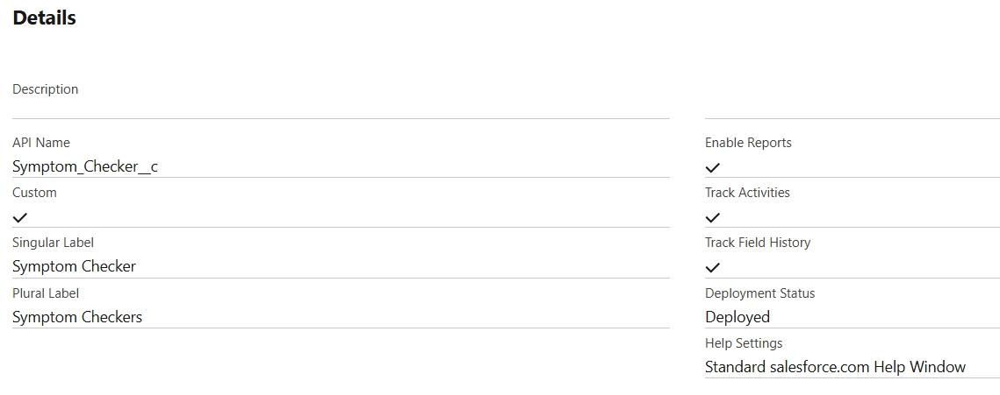 Details
Description
API Name
Symptom_Checker__c
Custom
Singular Label
Symptom Checker
Plural Label
Symptom Checkers
Enable Reports
Track Activities
Track Field History
Deployment Status
Deployed
Help Settings
Standard salesforce.com Help Window